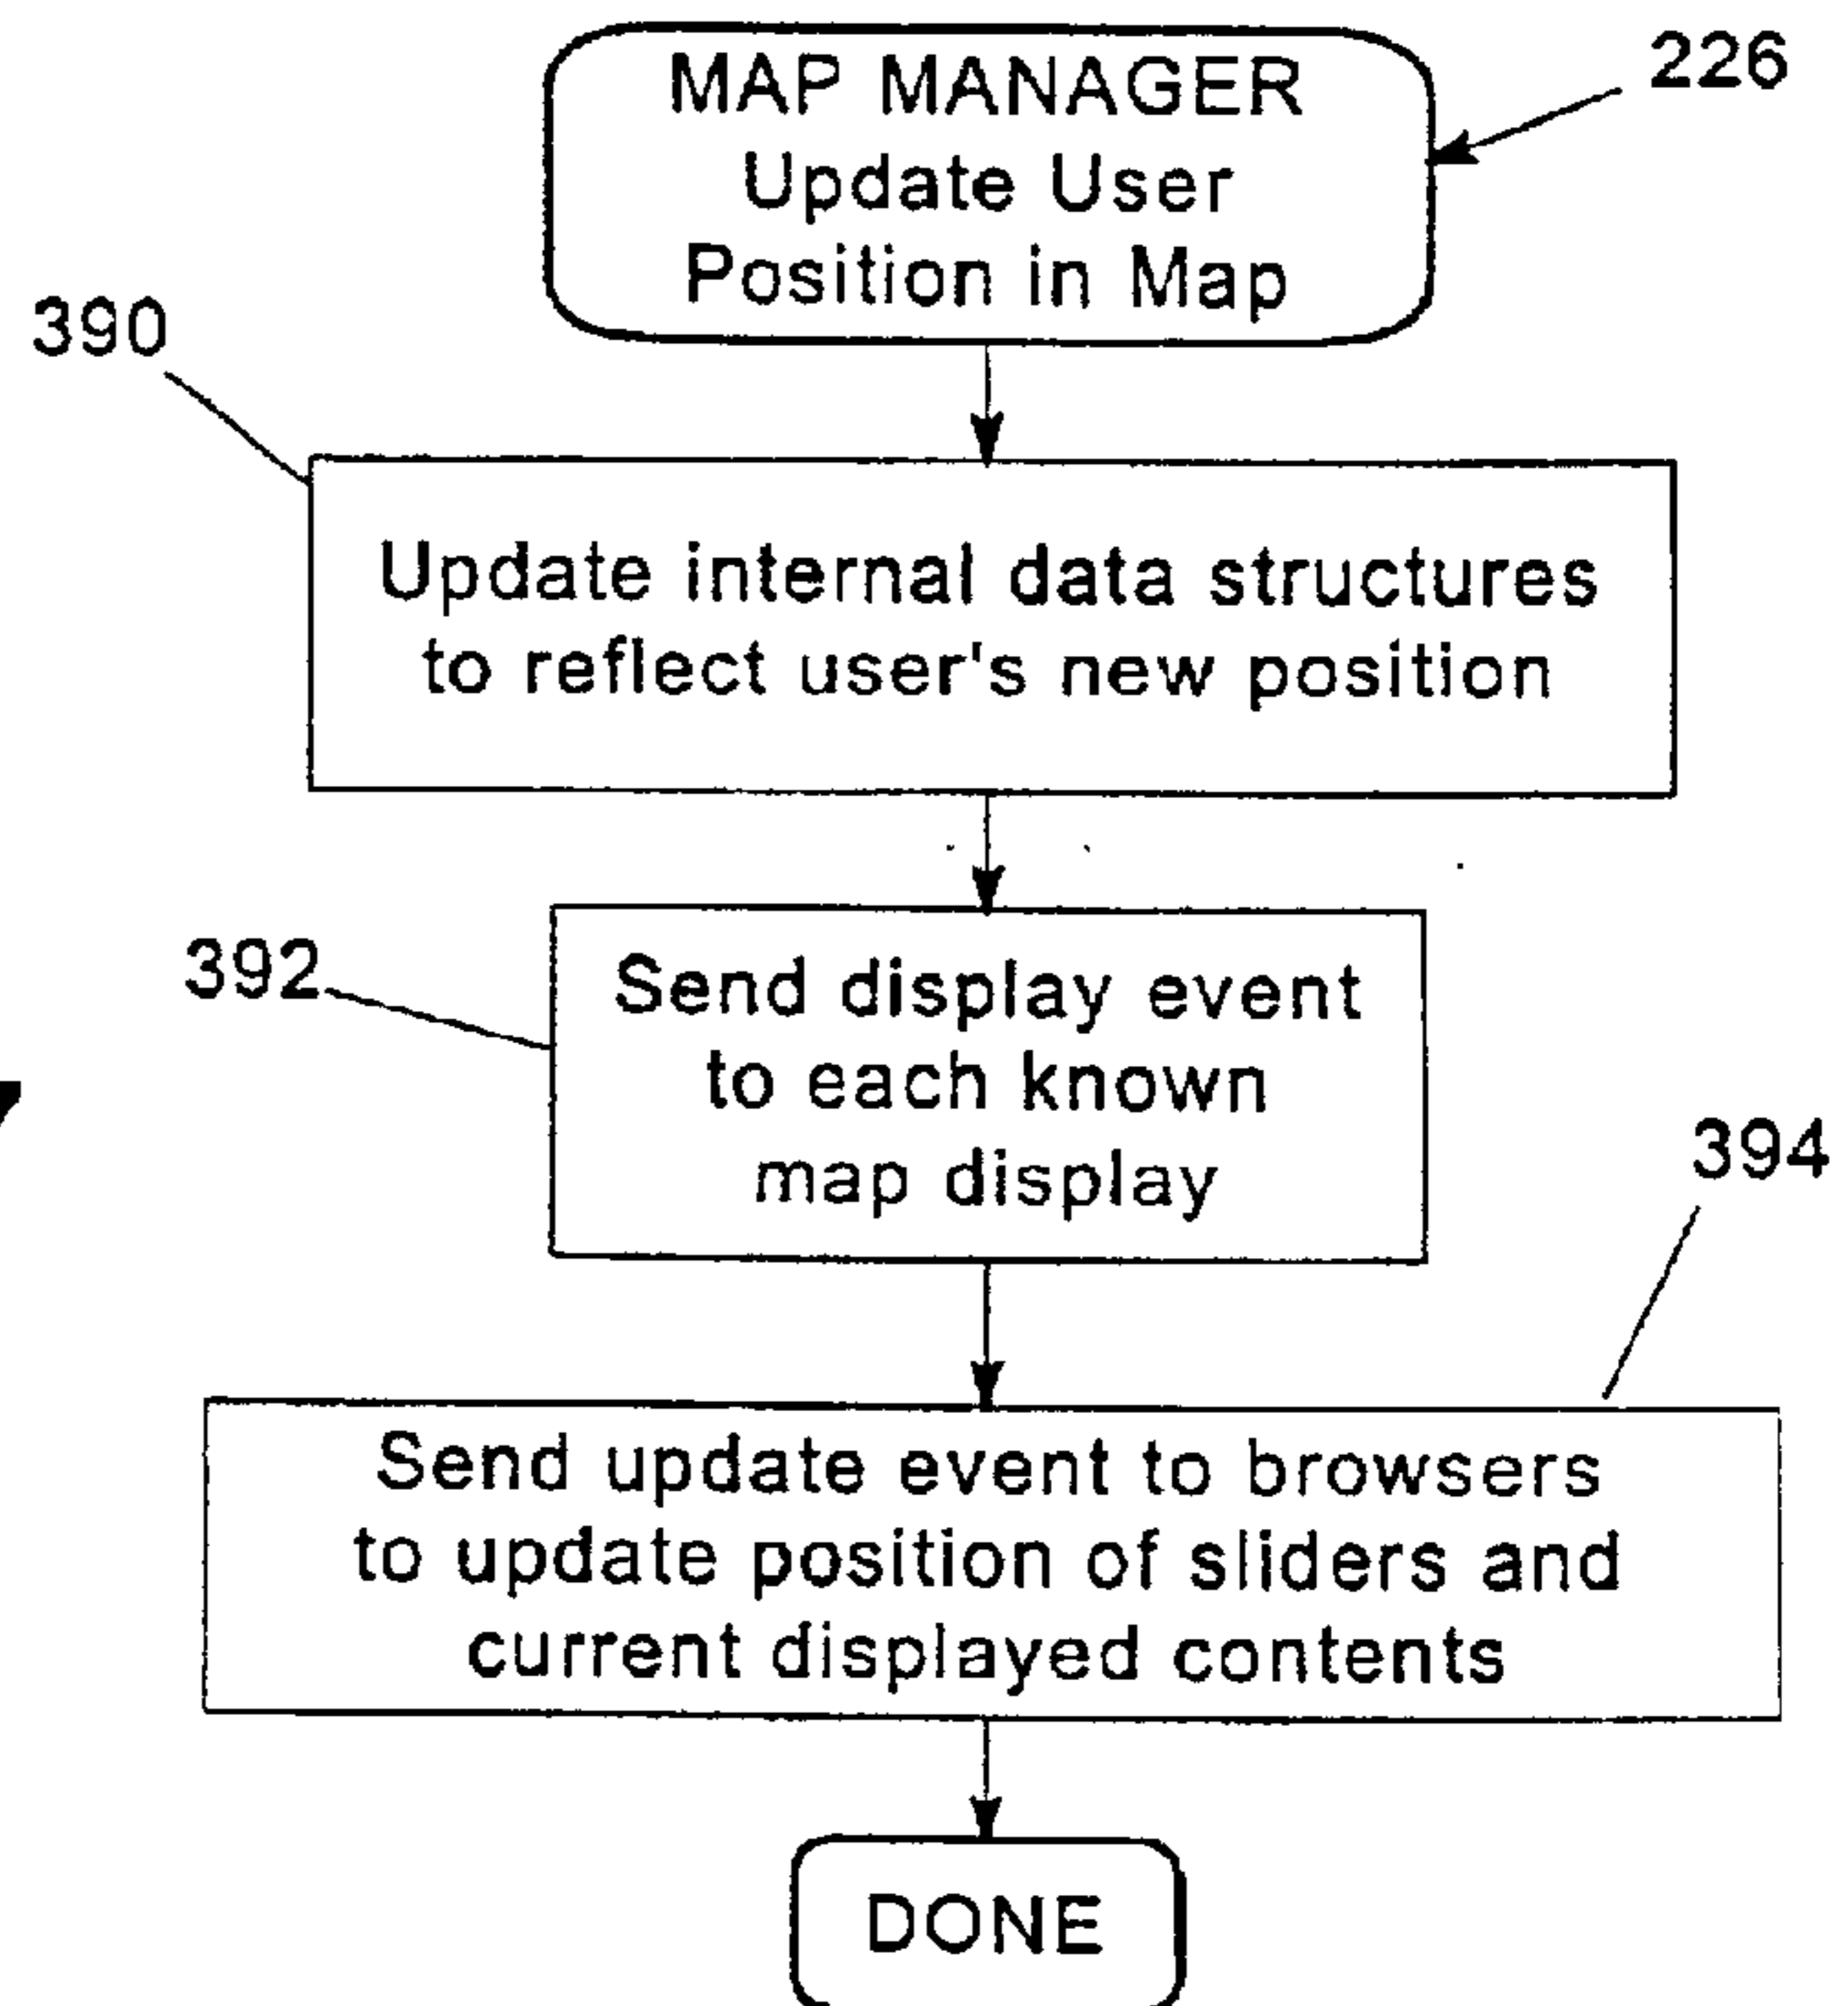 226
MAP MANAGER
Update User
Position in Map
390
Update internal data structures
to reflect user's new position
392
Send display event
to each known
map display
394
Send update event to browsers
to update position of sliders and
current displayed contents
DONE